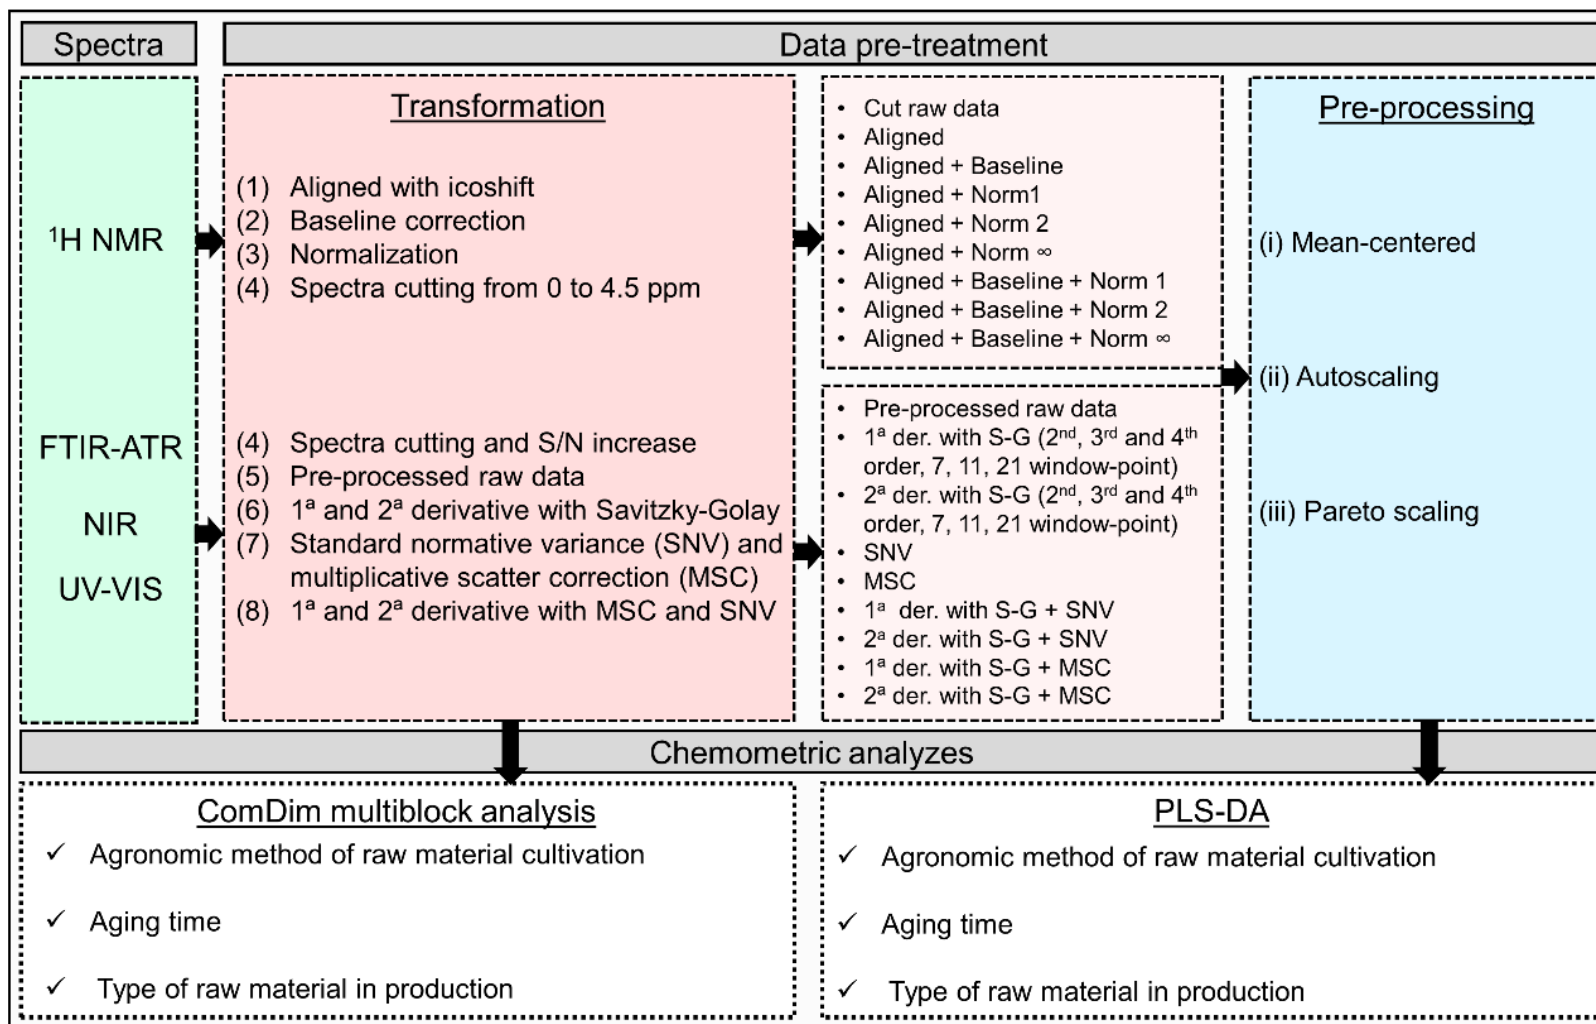 Spectra
Data pre-treatment
¹H NMR
FTIR-ATR
NIR
UV-VIS
Transformation
(1) Aligned with icoshift
(2) Baseline correction
(3) Normalization
(4) Spectra cutting from 0 to 4.5 ppm
(4) Spectra cutting and S/N increase
(5) Pre-processed raw data
(6) 1ª and 2ª derivative with Savitzky-Golay
(7) Standard normative variance (SNV) and
multiplicative scatter correction (MSC)
(8) 1ª and 2ª derivative with MSC and SNV
• Cut raw data
• Aligned
• Aligned + Baseline
• Aligned + Norm1
• Aligned + Norm 2
• Aligned + Norm ∞
• Aligned + Baseline + Norm 1
• Aligned + Baseline + Norm 2
• Aligned + Baseline + Norm ∞
• Pre-processed raw data
• 1ª der. with S-G (2ⁿᵈ, 3ʳᵈ and 4ᵗʰ
order, 7, 11, 21 window-point)
• 2ª der. with S-G (2ⁿᵈ, 3ʳᵈ and 4ᵗʰ
order, 7, 11, 21 window-point)
• SNV
• MSC
• 1ª der. with S-G + SNV
• 2ª der. with S-G + SNV
• 1ª der. with S-G + MSC
• 2ª der. with S-G + MSC
Pre-processing
(i) Mean-centered
(ii) Autoscaling
(iii) Pareto scaling
Chemometric analyzes
ComDim multiblock analysis
✓ Agronomic method of raw material cultivation
✓ Aging time
✓ Type of raw material in production
PLS-DA
✓ Agronomic method of raw material cultivation
✓ Aging time
✓ Type of raw material in production